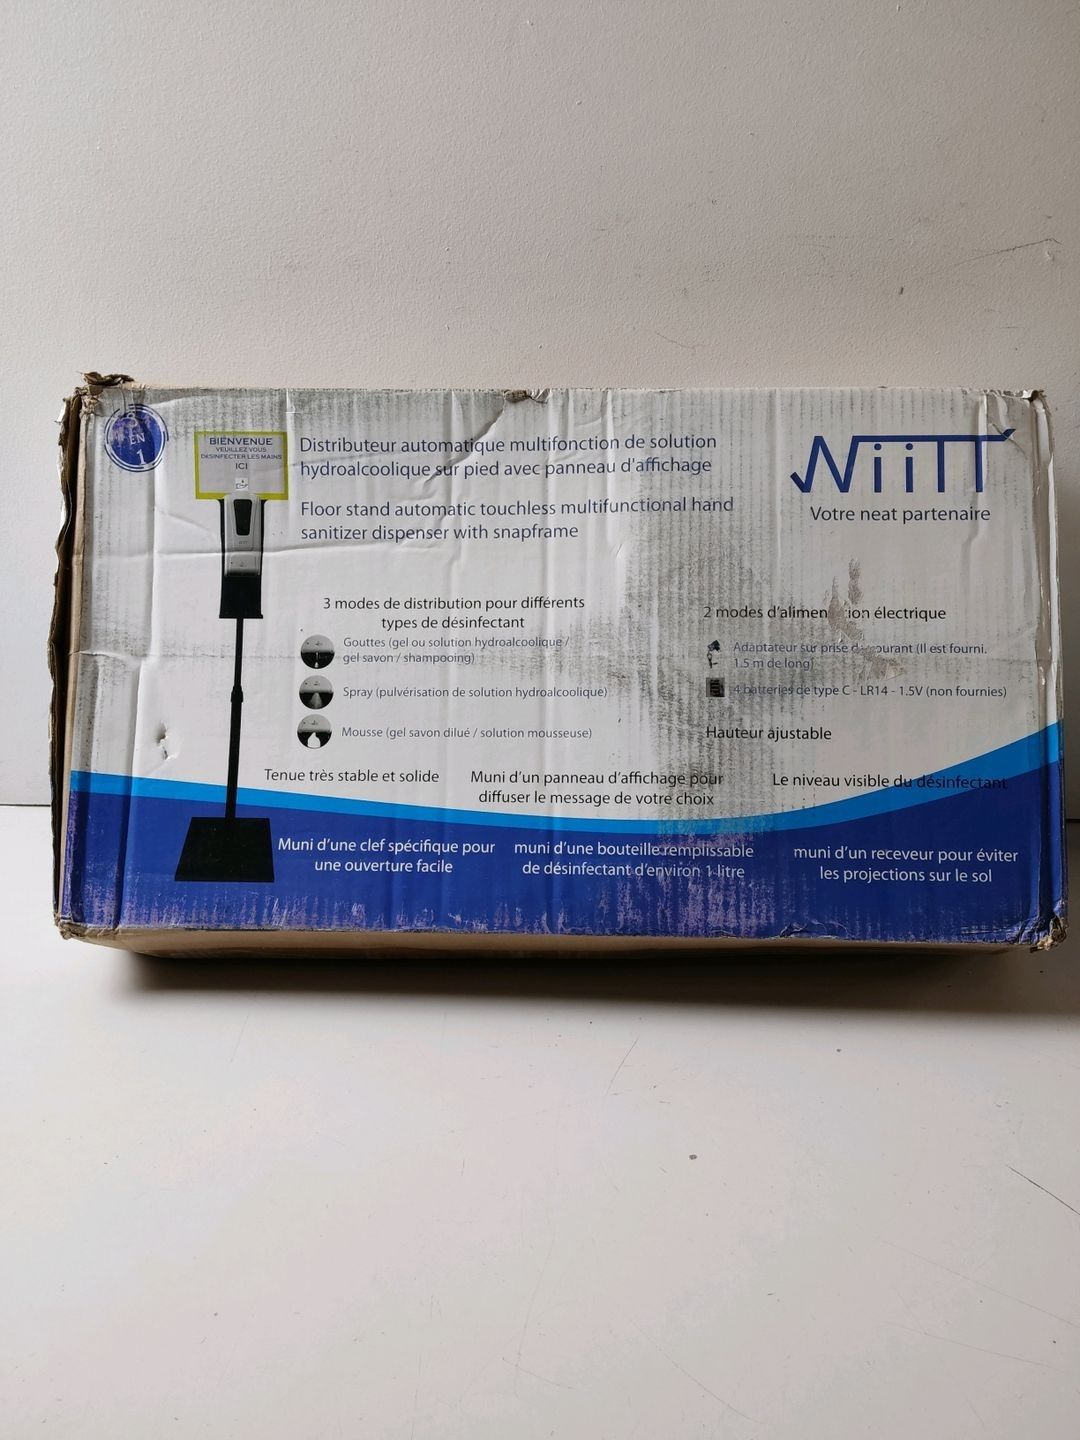 3
EN
1
BIENVENUE
VEUILLEZ VOUS
DESINFECTER LES MAINS
ICI
Distributeur automatique multifonction de solution
hydroalcoolique sur pied avec panneau d'affichage
Floor stand automatic touchless multifunctional hand
sanitizer dispenser with snapframe
NiiTT
Votre neat partenaire
3 modes de distribution pour différents
types de désinfectant
Gouttes (gel ou solution hydroalcoolique /
gel savon / shampooing)
Spray (pulvérisation de solution hydroalcoolique)
Mousse (gel savon dilué / solution mousseuse)
2 modes d'alimen ion électrique
Adaptateur sur prise de courant (Il est fourni.
1.5 m de long)
4 batteries de type C - LR14 - 1.5V (non fournies)
Hauteur ajustable
Tenue très stable et solide
Muni d'un panneau d'affichage pour
diffuser le message de votre choix
Le niveau visible du désinfectant
Muni d'une clef spécifique pour
une ouverture facile
muni d'une bouteille remplissable
de désinfectant d'environ 1 litre
muni d'un receveur pour éviter
les projections sur le sol